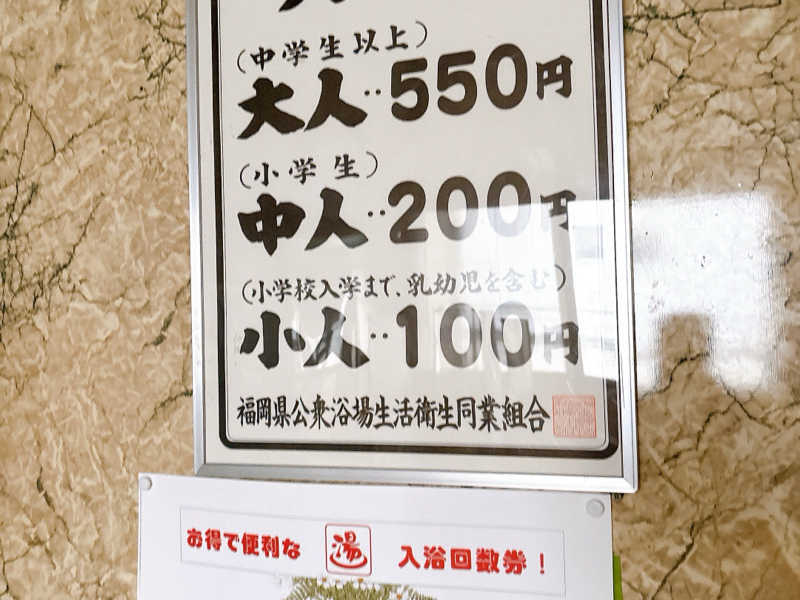 (中学生以上)
大人‥550円
(小学生)
中人‥200円
(小学校入学まで、乳幼児を含む)
小人‥100円
福岡県公衆浴場生活衛生同業組合
お得で便利な 湯 入浴回数券!